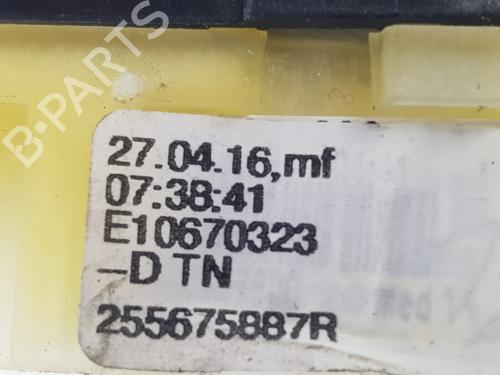 B-PARTS
27.04.16,mf
07:38:41
E10670323
-D TN
255675887R